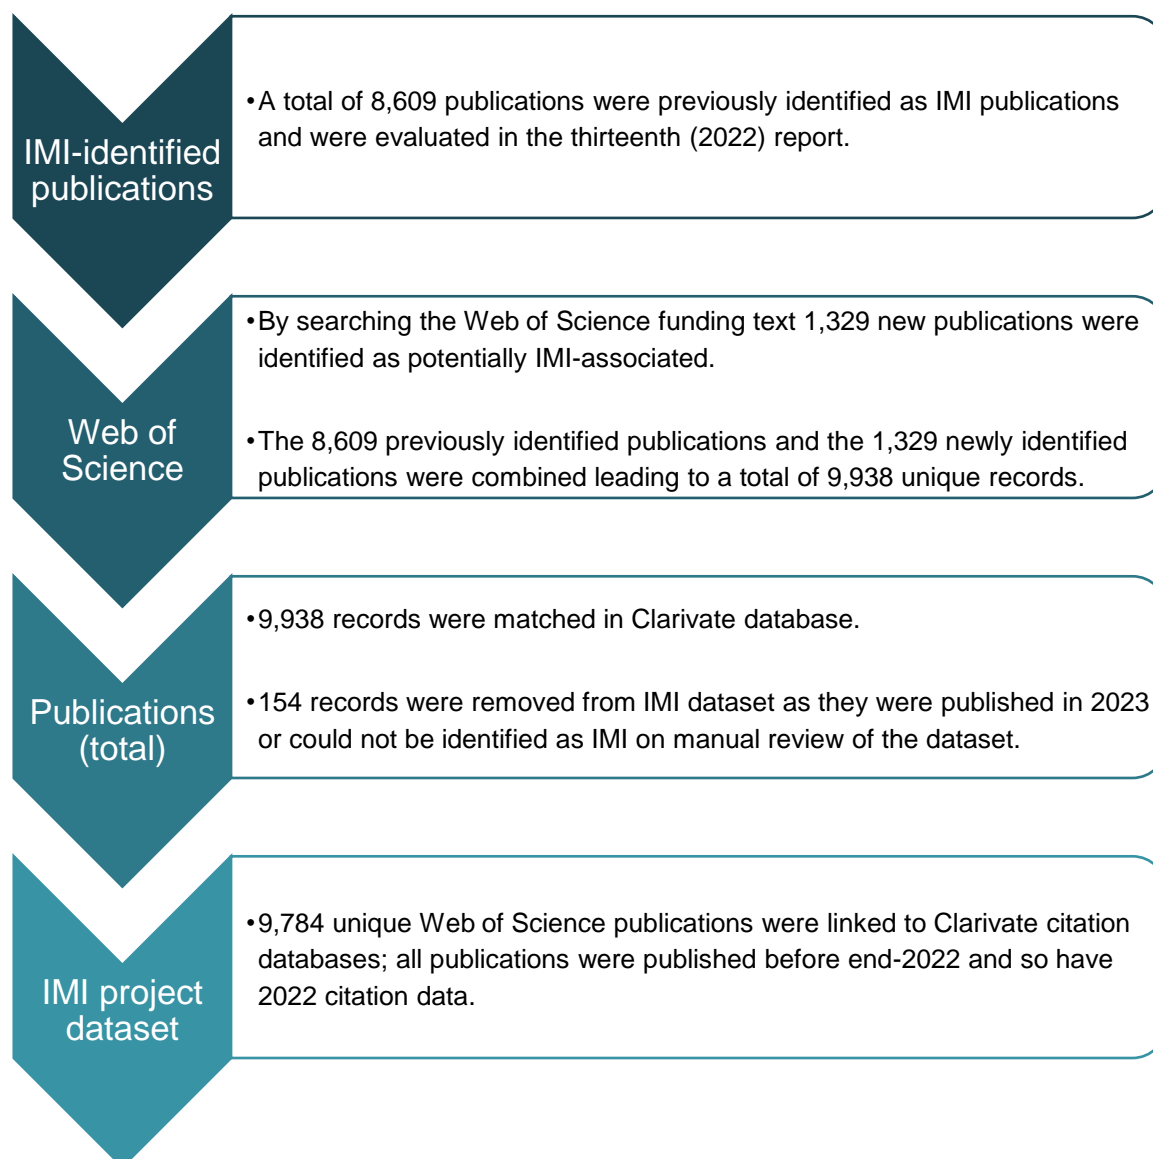 IMI-identified
publications
•A total of 8,609 publications were previously identified as IMI publications
and were evaluated in the thirteenth (2022) report.
Web of
Science
•By searching the Web of Science funding text 1,329 new publications were
identified as potentially IMI-associated.
•The 8,609 previously identified publications and the 1,329 newly identified
publications were combined leading to a total of 9,938 unique records.
Publications
(total)
•9,938 records were matched in Clarivate database.
•154 records were removed from IMI dataset as they were published in 2023
or could not be identified as IMI on manual review of the dataset.
IMI project
dataset
•9,784 unique Web of Science publications were linked to Clarivate citation
databases; all publications were published before end-2022 and so have
2022 citation data.